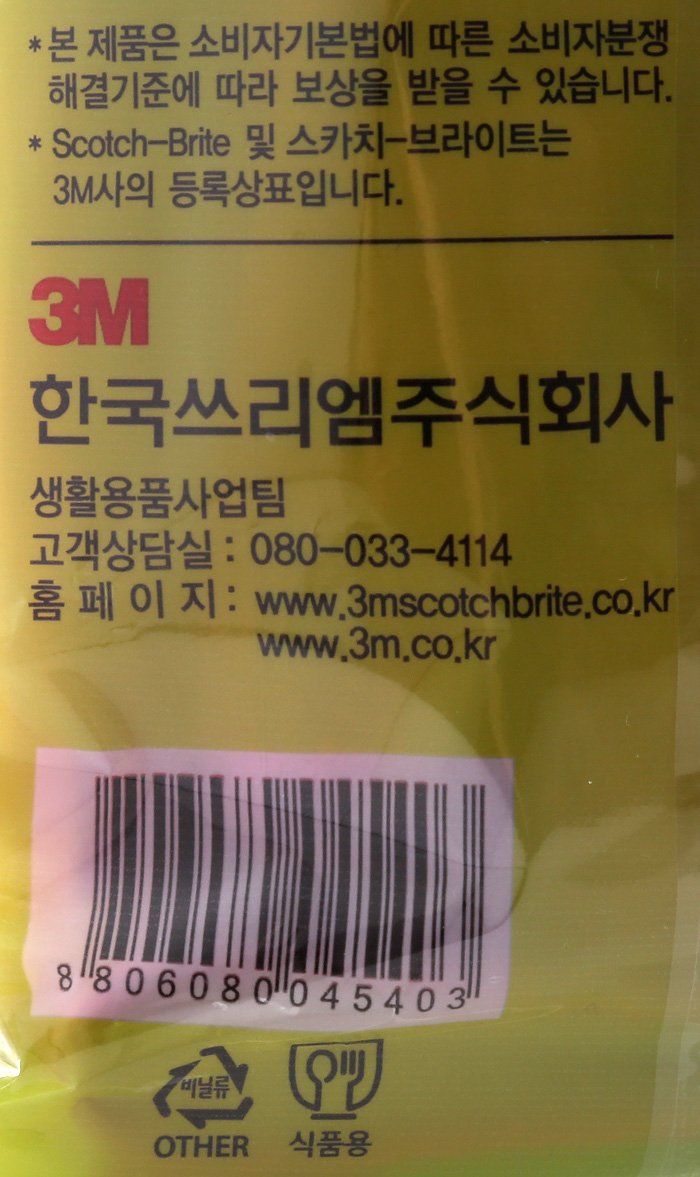 * 본 제품은 소비자기본법에 따른 소비자분쟁
해결기준에 따라 보상을 받을 수 있습니다.
* Scotch-Brite 및 스카치-브라이트는
3M사의 등록상표입니다.
3M
한국쓰리엠주식회사
생활용품사업팀
고객상담실 : 080-033-4114
홈 페 이 지 : www.3mscotchbrite.co.kr
www.3m.co.kr
8 806080 045403
비닐류
OTHER
식품용